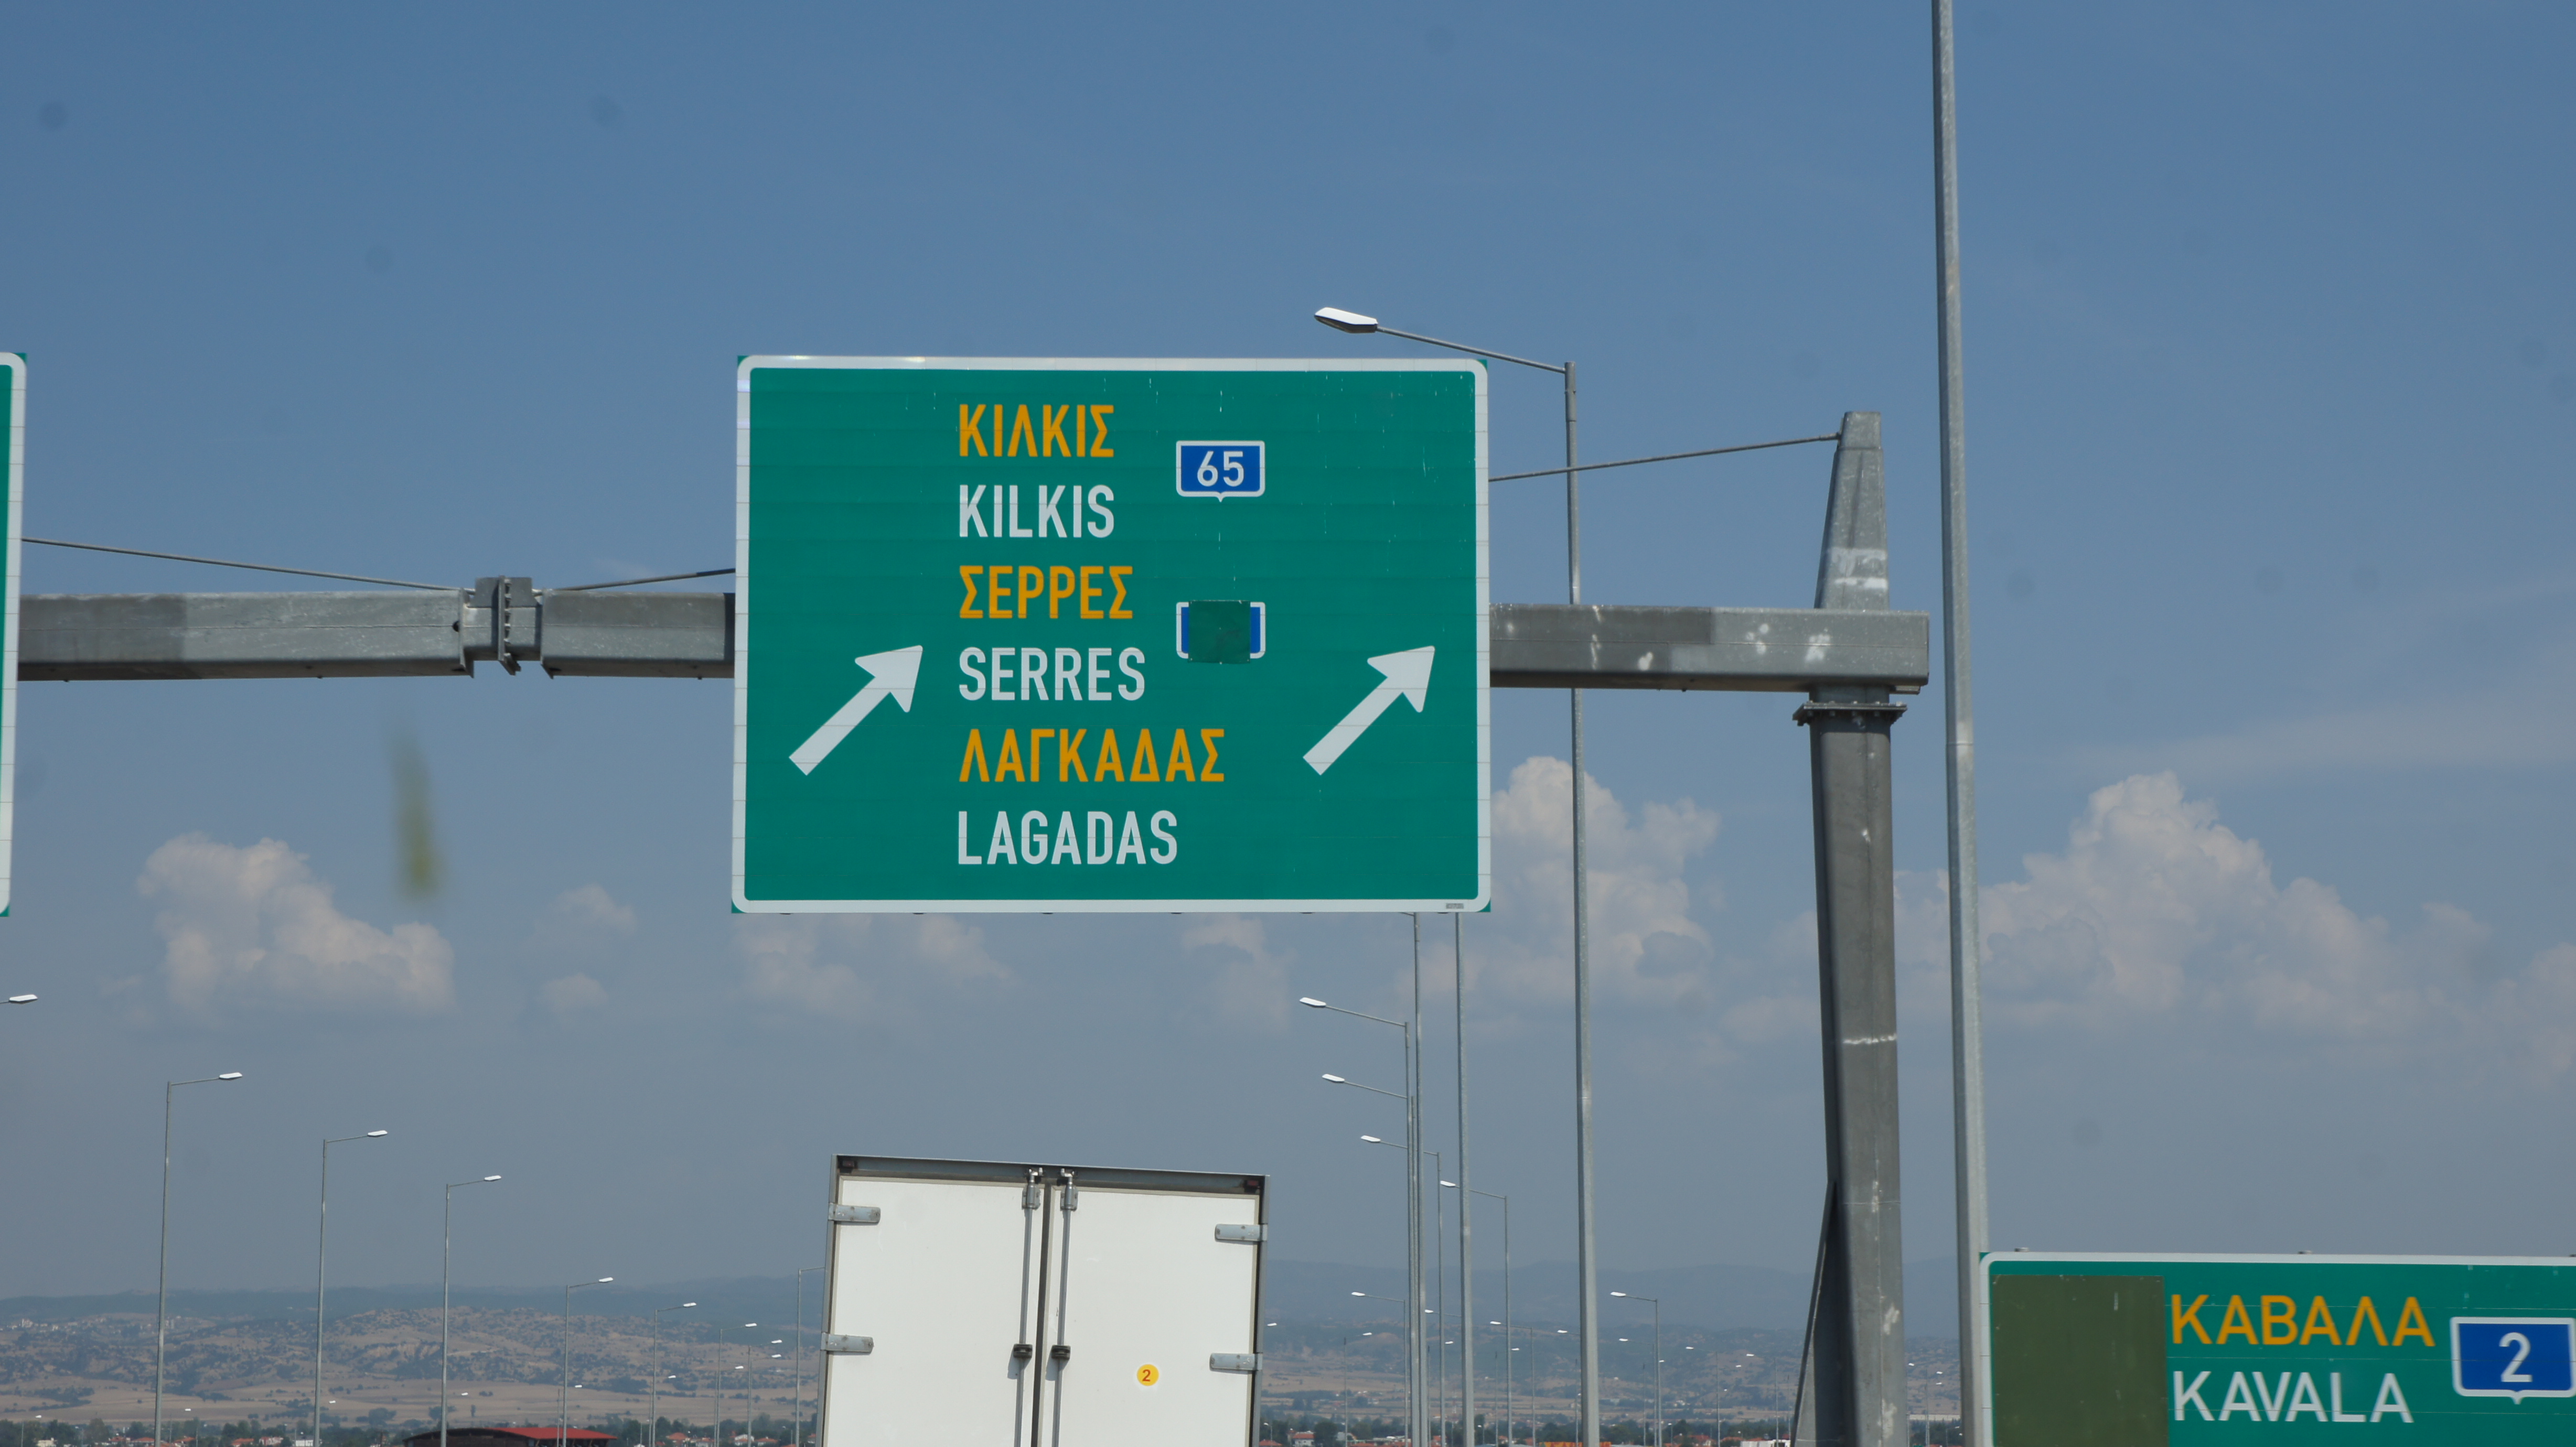 ΚΙΛΚΙΣ
65
KILKIS
ΣΕΡΡΕΣ
SERRES
ΛΑΓΚΑΔΑΣ
LAGADAS
2
ΚΑΒΑΛΑ
2
KAVALA